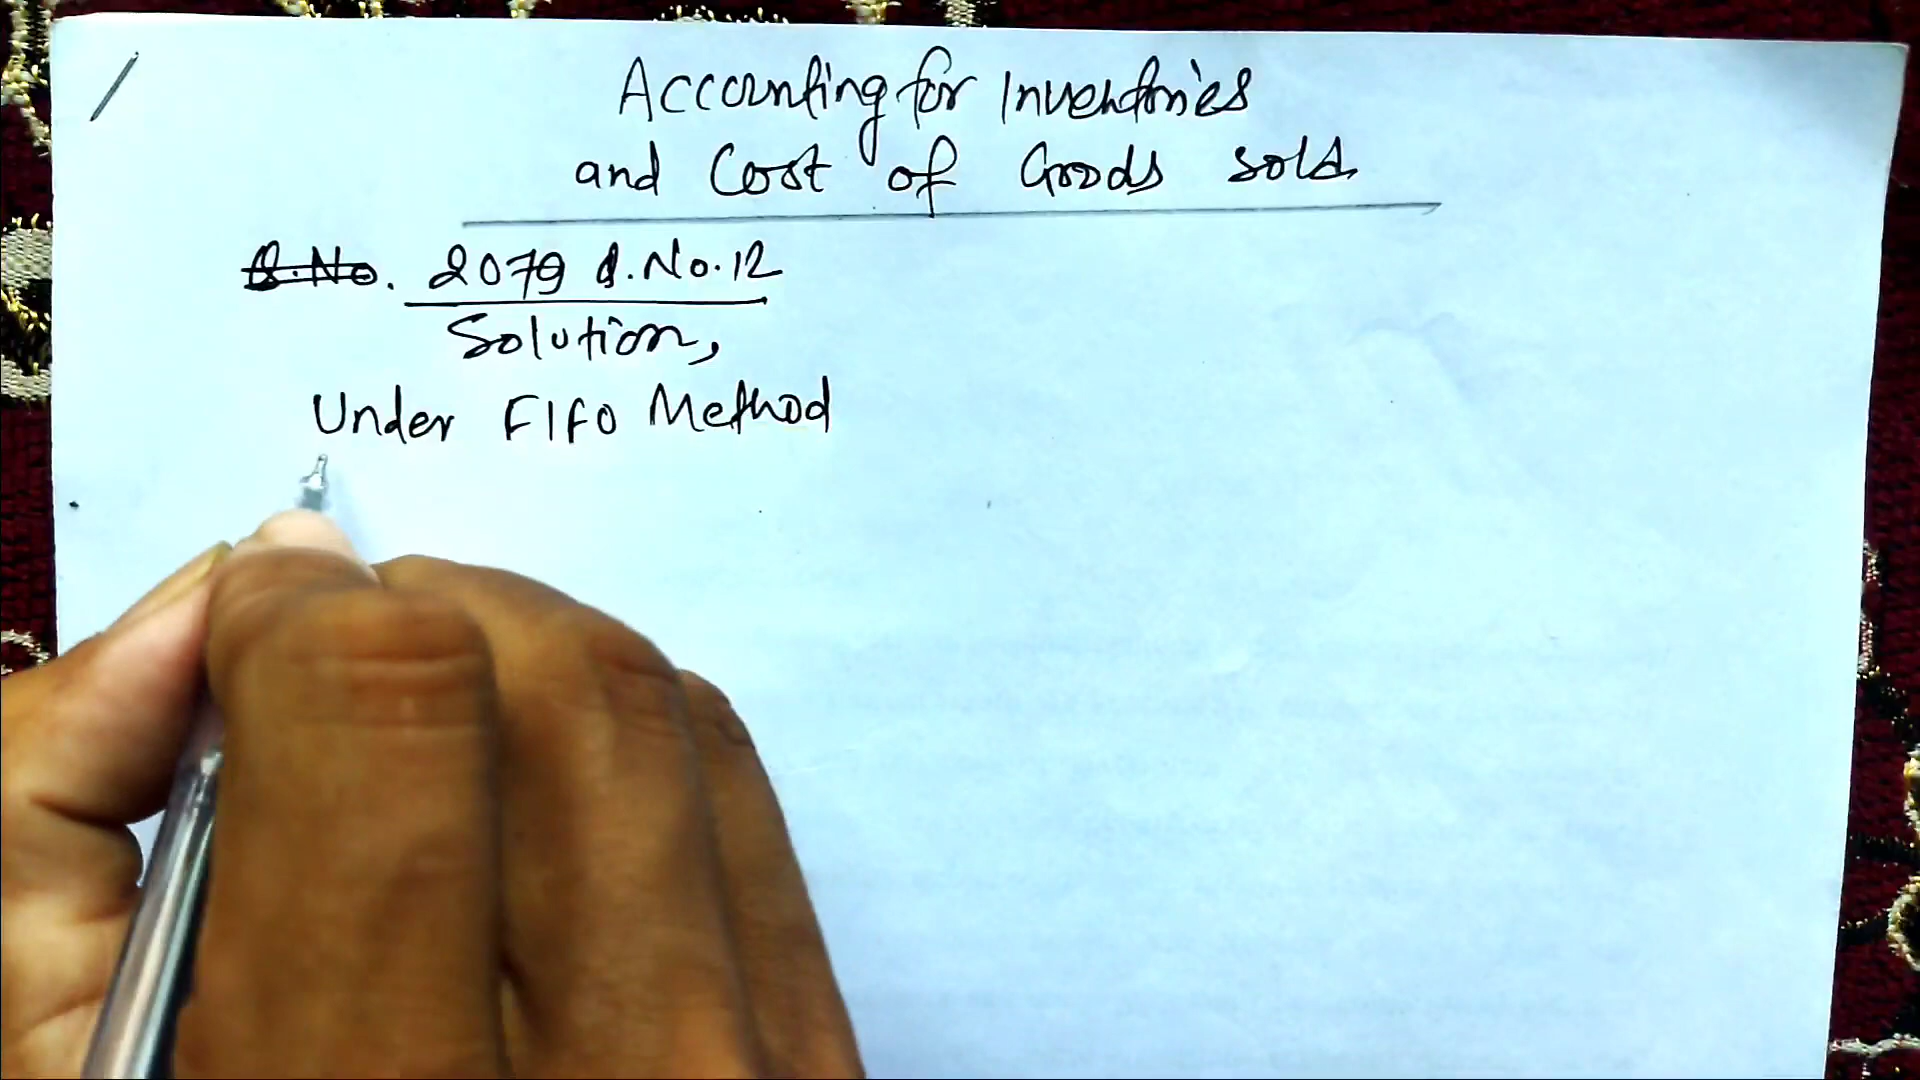 Accounting for Inventories
and Cost of Goods Sold
Q.No. 2079 Q.No.12
Solution,
Under FIFO Method